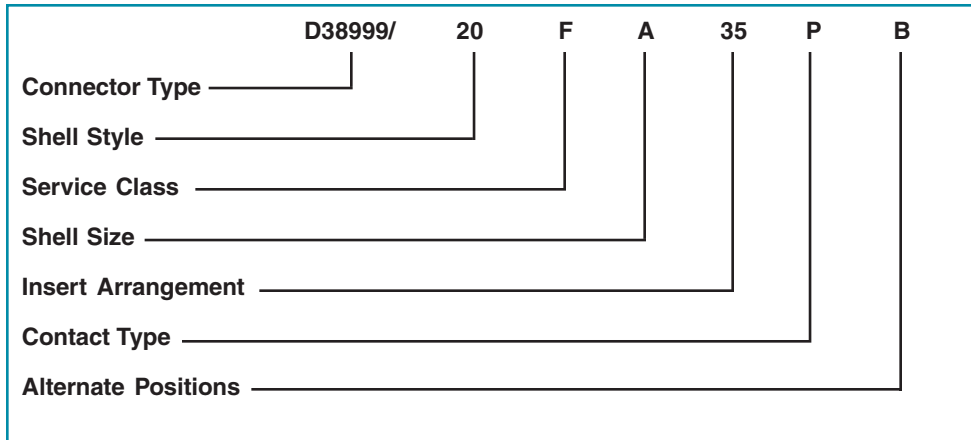 D38999/ 20 F A 35 P B
Connector Type
Shell Style
Service Class
Shell Size
Insert Arrangement
Contact Type
Alternate Positions